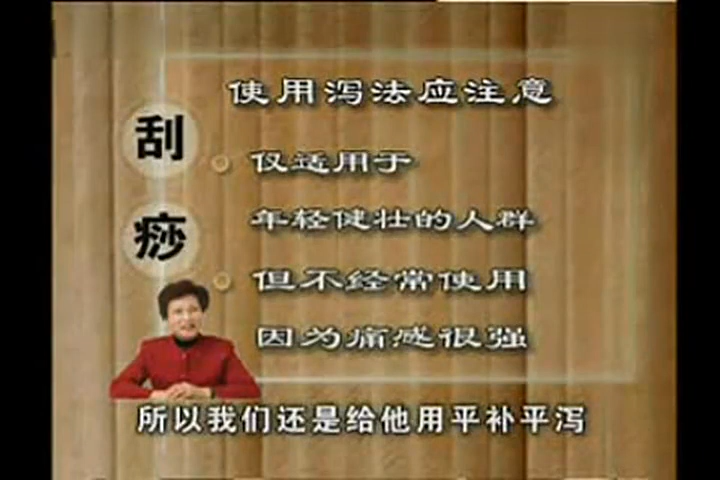 刮痧
使用泻法应注意
仅适用于
年轻健壮的人群
但不经常使用
因为痛感很强
所以我们还是给他用平补平泻